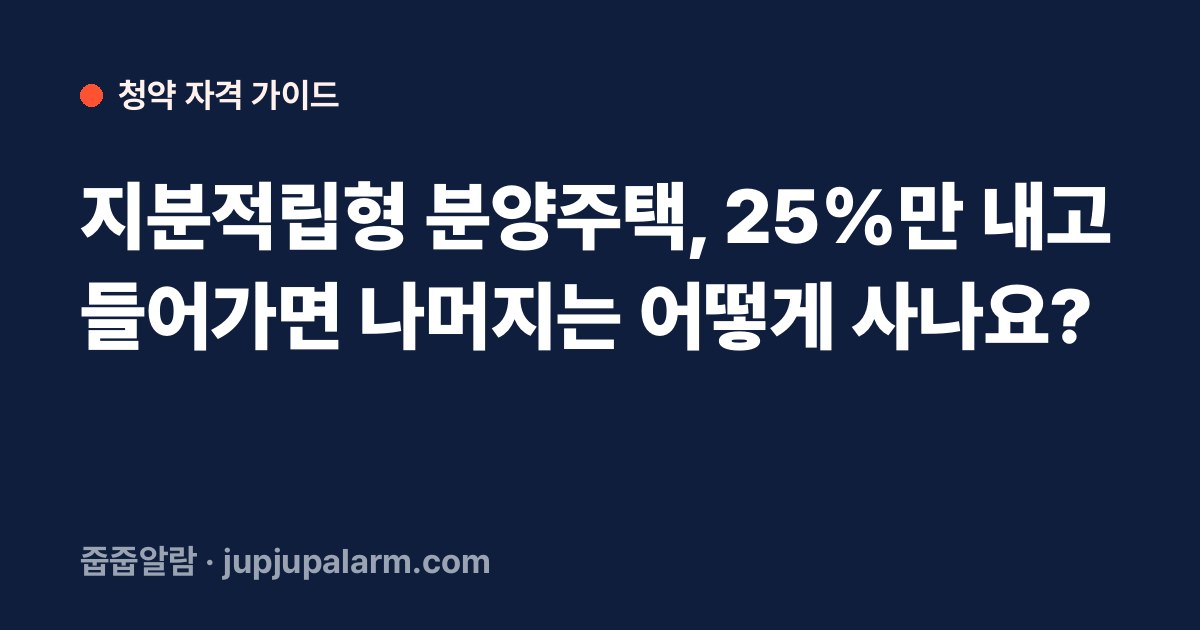 청약 자격 가이드
지분적립형 분양주택, 25%만 내고
들어가면 나머지는 어떻게 사나요?
줍줍알람 · jupjupalarm.com